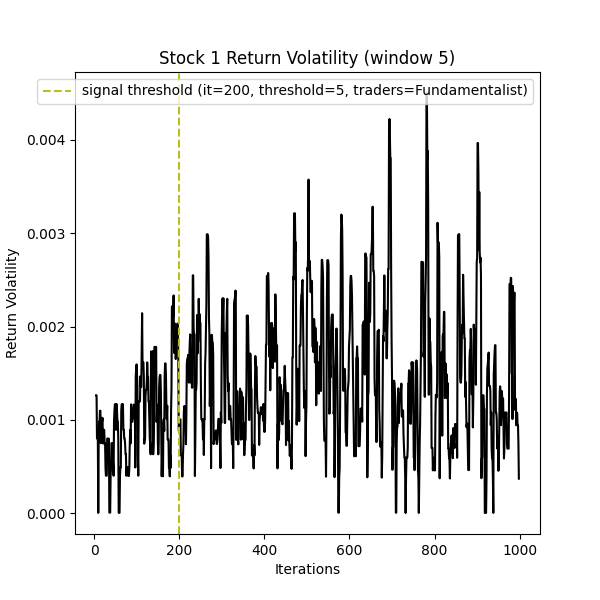 Stock 1 Return Volatility (window 5)
signal threshold (it=200, threshold=5, traders=Fundamentalist)
0.004
0.003
0.002
0.001
0.000
Return Volatility
0 200 400 600 800 1000
Iterations